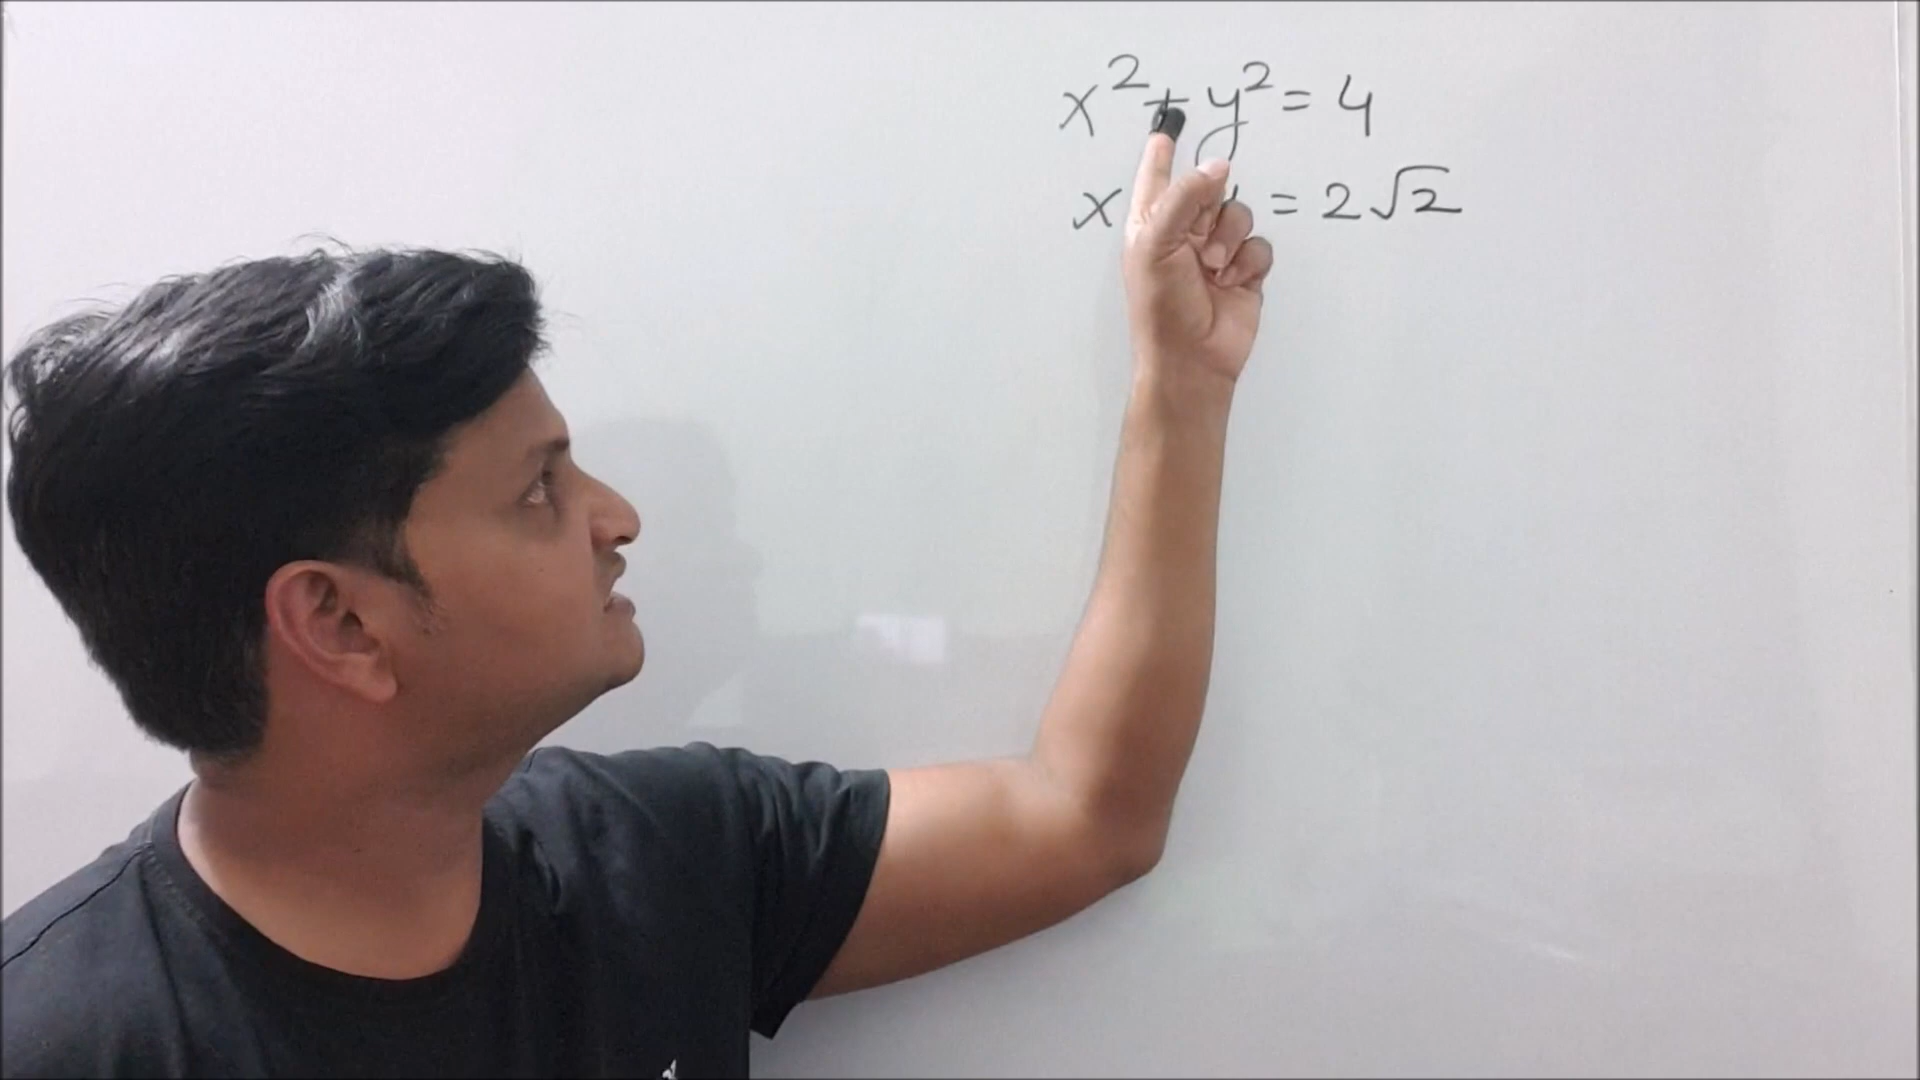 x² + y² = 4
x = 2√2